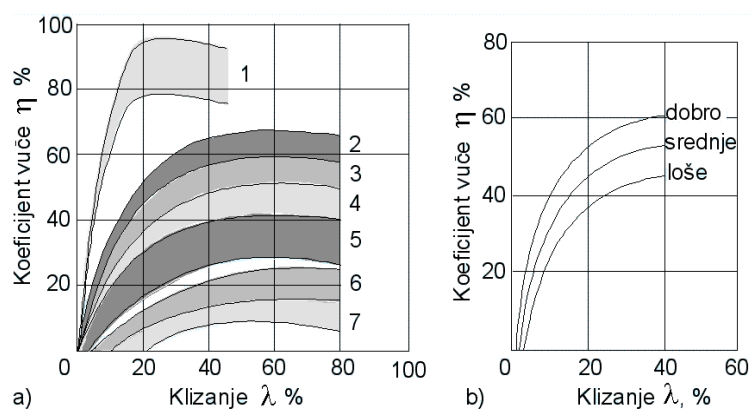 Koeficijent vuče η %
100
80
60
40
20
0
20
40
60
80
100
1
2
3
4
5
6
7
a)
Klizanje λ %
Koeficijent vuče η %
80
60
40
20
0
20
40
60
dobro
srednje
loše
b)
Klizanje λ, %